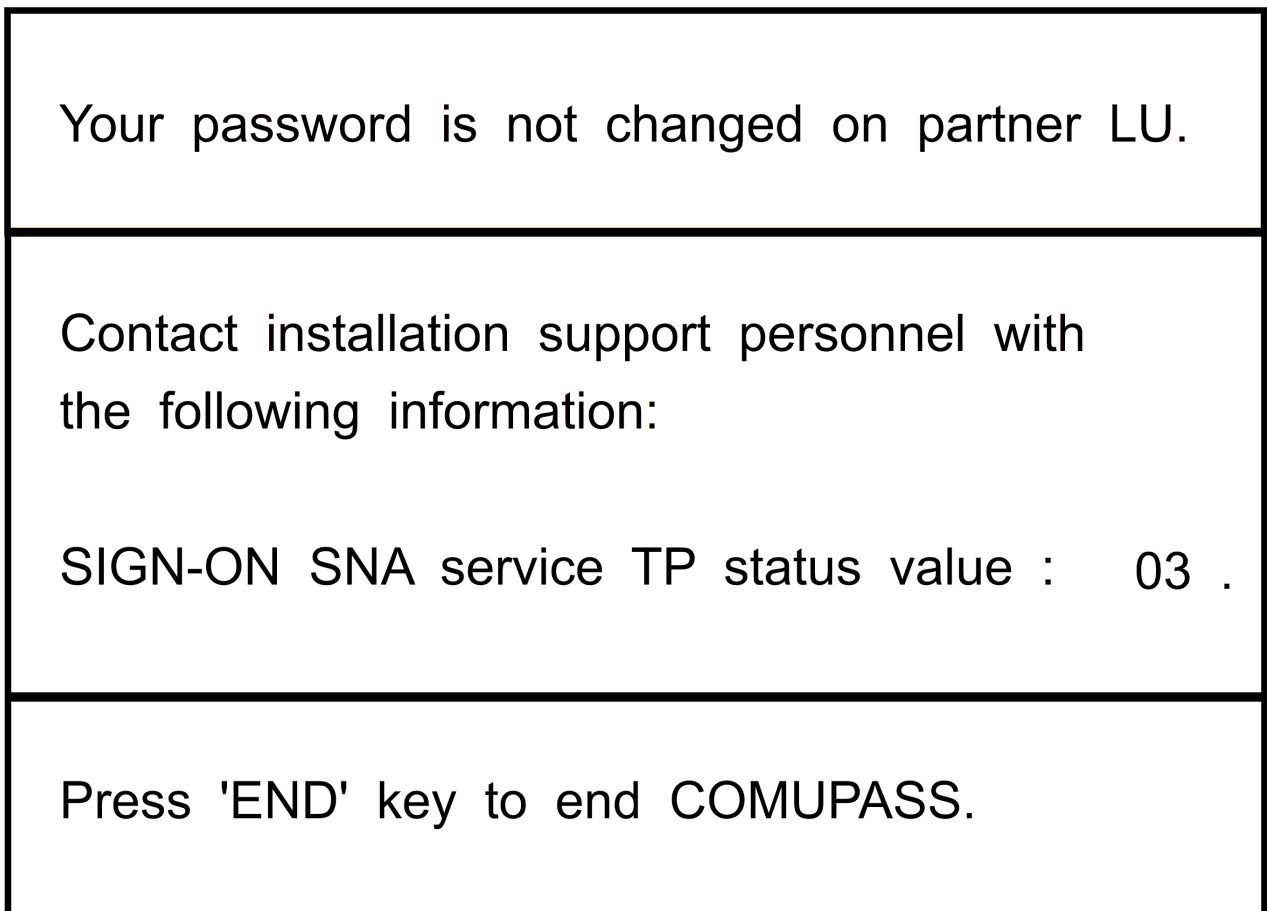 Your password is not changed on partner LU.
Contact installation support personnel with
the following information:
SIGN-ON SNA service TP status value : 03 .
Press 'END' key to end COMUPASS.